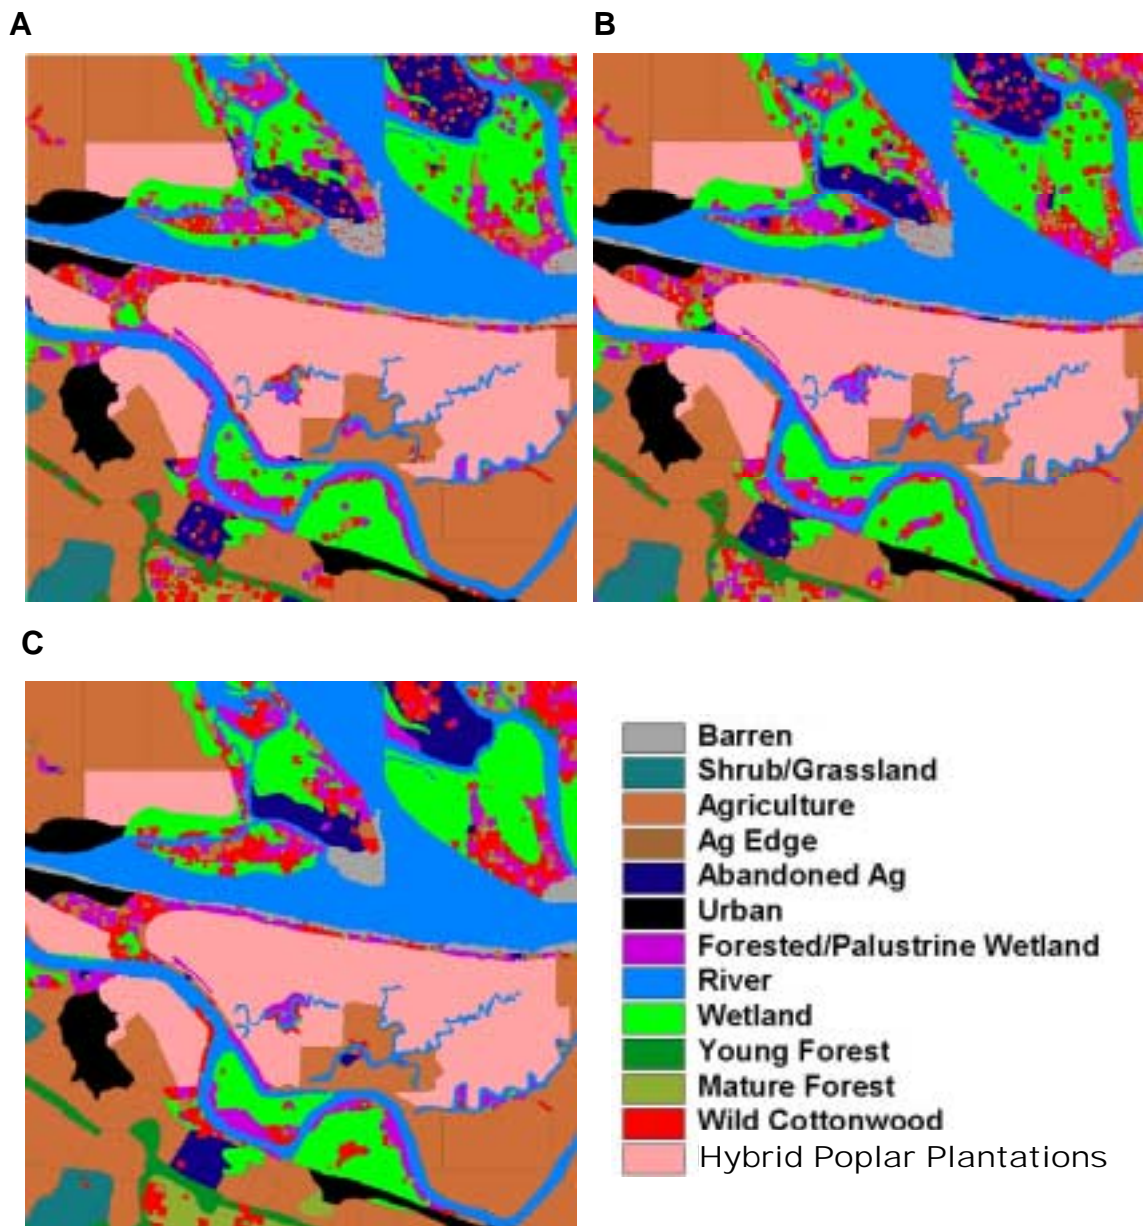 A
B
C
Barren
Shrub/Grassland
Agriculture
Ag Edge
Abandoned Ag
Urban
Forested/Palustrine Wetland
River
Wetland
Young Forest
Mature Forest
Wild Cottonwood
Hybrid Poplar Plantations